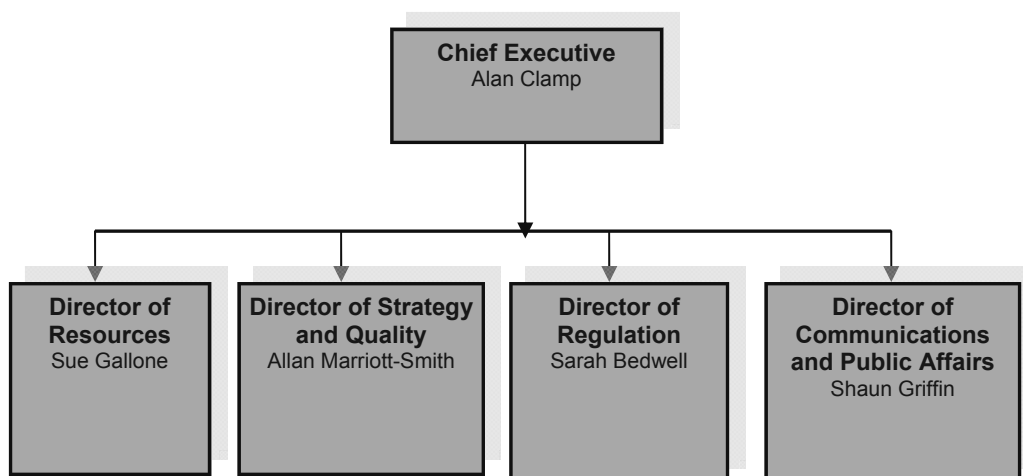 Chief Executive
Alan Clamp
Director of
Resources
Sue Gallone
Director of Strategy
and Quality
Allan Marriott-Smith
Director of
Regulation
Sarah Bedwell
Director of
Communications
and Public Affairs
Shaun Griffin